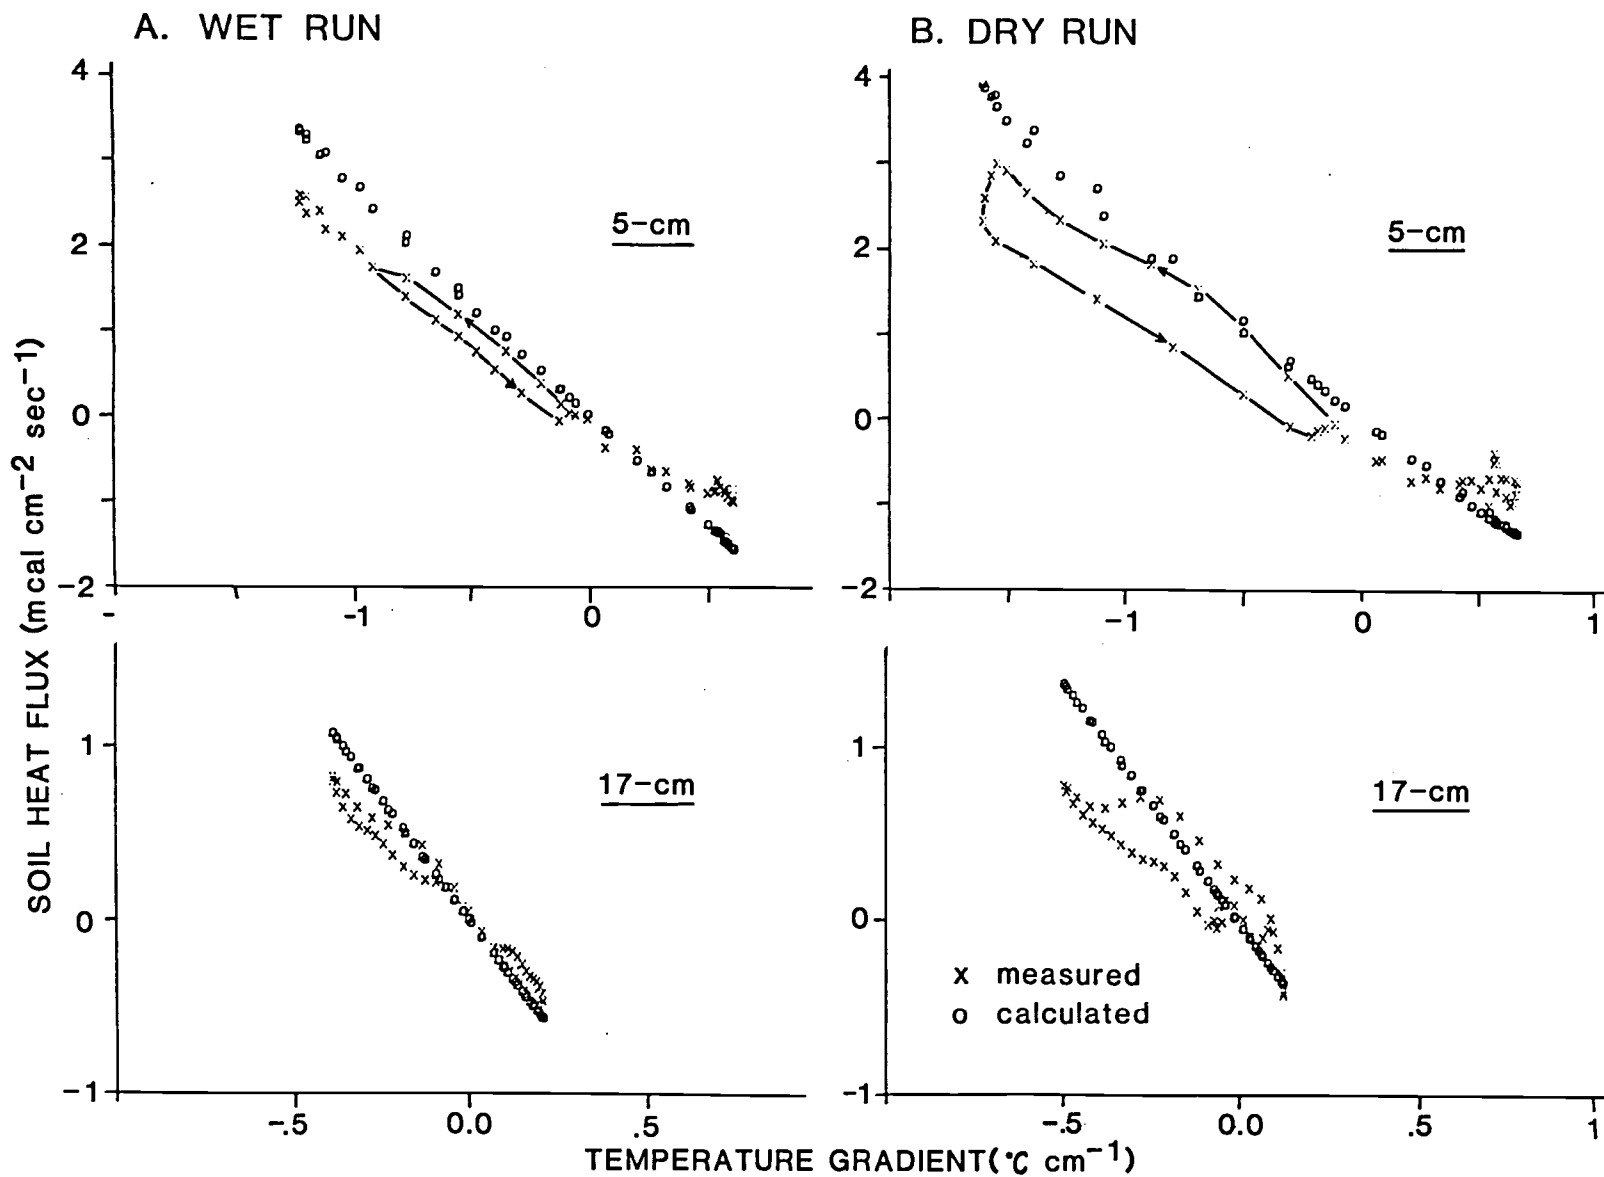 A. WET RUN
B. DRY RUN
SOIL HEAT FLUX (mcal cm−2 sec−1)
4
2
0
−2
-
−1
0
5-cm
4
2
0
−2
−1
0
1
5-cm
1
0
−1
−.5
0.0
.5
17-cm
1
0
−1
−.5
0.0
.5
1
17-cm
x measured
o calculated
TEMPERATURE GRADIENT(°C cm−1)